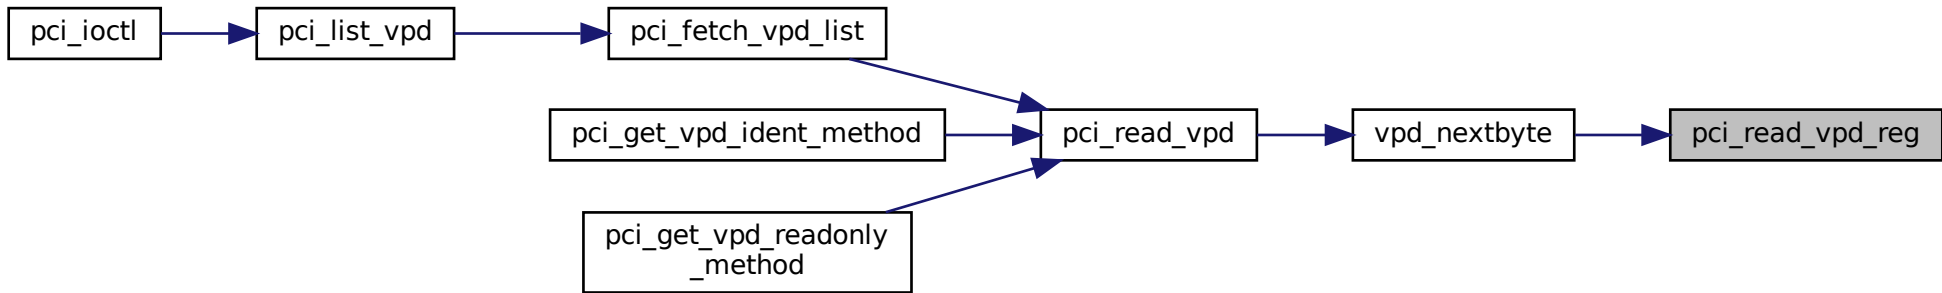 pci_ioctl
pci_list_vpd
pci_fetch_vpd_list
pci_get_vpd_ident_method
pci_read_vpd
vpd_nextbyte
pci_read_vpd_reg
pci_get_vpd_readonly
_method